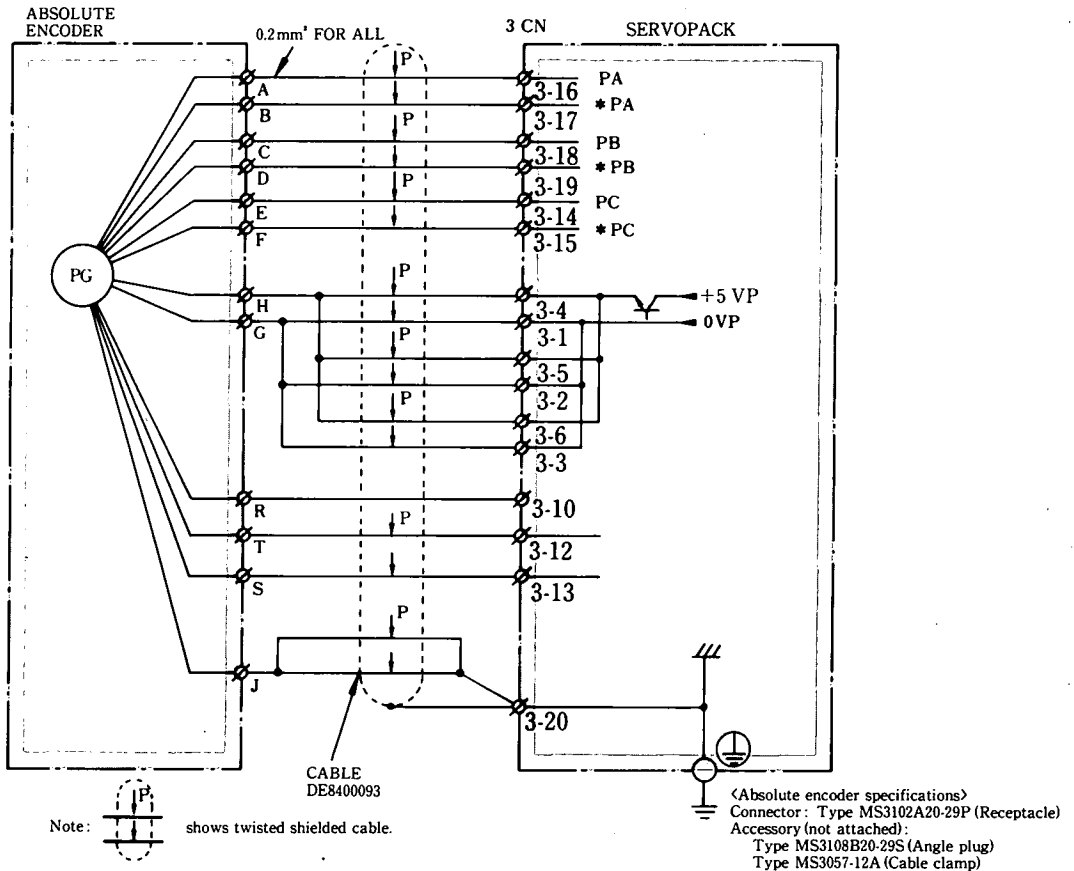 ABSOLUTE
ENCODER
0.2mm² FOR ALL
3 CN
SERVOPACK
P
A
3-16
PA
B
3-17
*PA
P
C
3-18
PB
D
3-19
*PB
P
E
3-14
PC
F
3-15
*PC
PG
P
H
3-4
+5 VP
G
3-1
0VP
P
3-5
3-2
P
3-6
3-3
R
3-10
P
T
3-12
S
3-13
P
J
3-20
CABLE
DE8400093
P
Note: shows twisted shielded cable.
<Absolute encoder specifications>
Connector: Type MS3102A20-29P (Receptacle)
Accessory (not attached):
Type MS3108B20-29S (Angle plug)
Type MS3057-12A (Cable clamp)